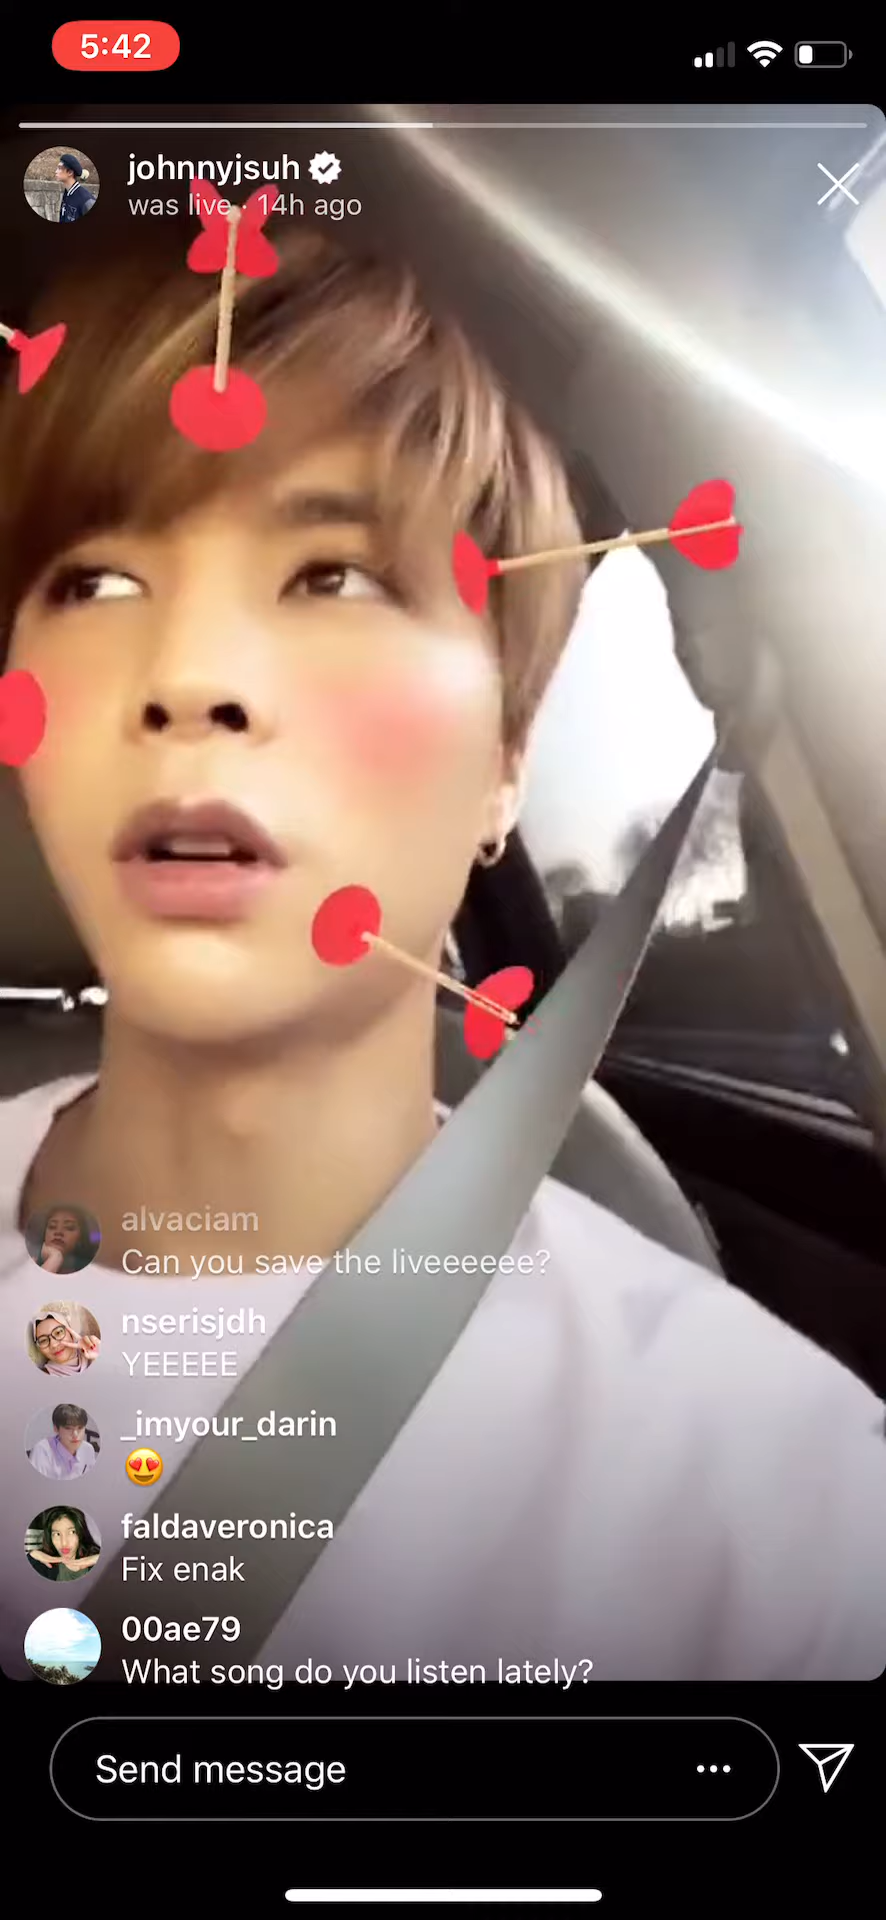 5:42
johnnyjsuh
was live · 14h ago
alvaciam
Can you save the liveeeeee?
nserisjdh
YEEEEE
_imyour_darin
😍
faldaveronica
Fix enak
00ae79
What song do you listen lately?
Send message